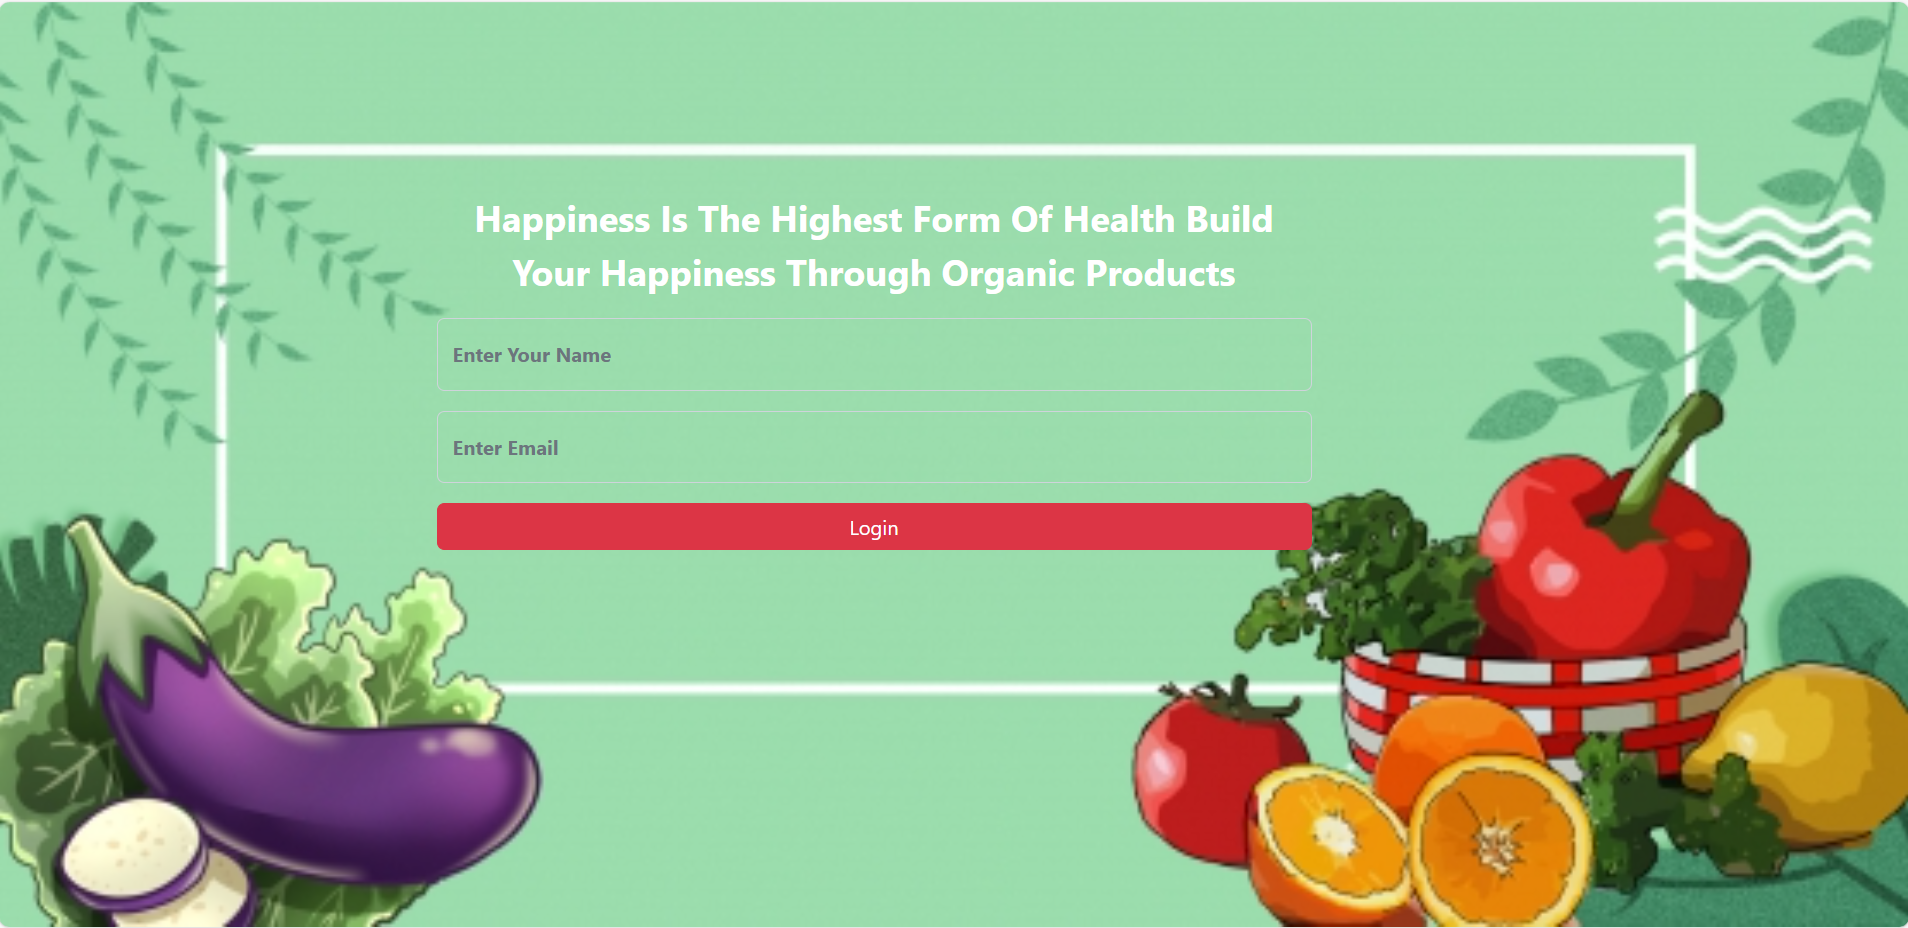 Happiness Is The Highest Form Of Health Build
Your Happiness Through Organic Products
Enter Your Name
Enter Email
Login